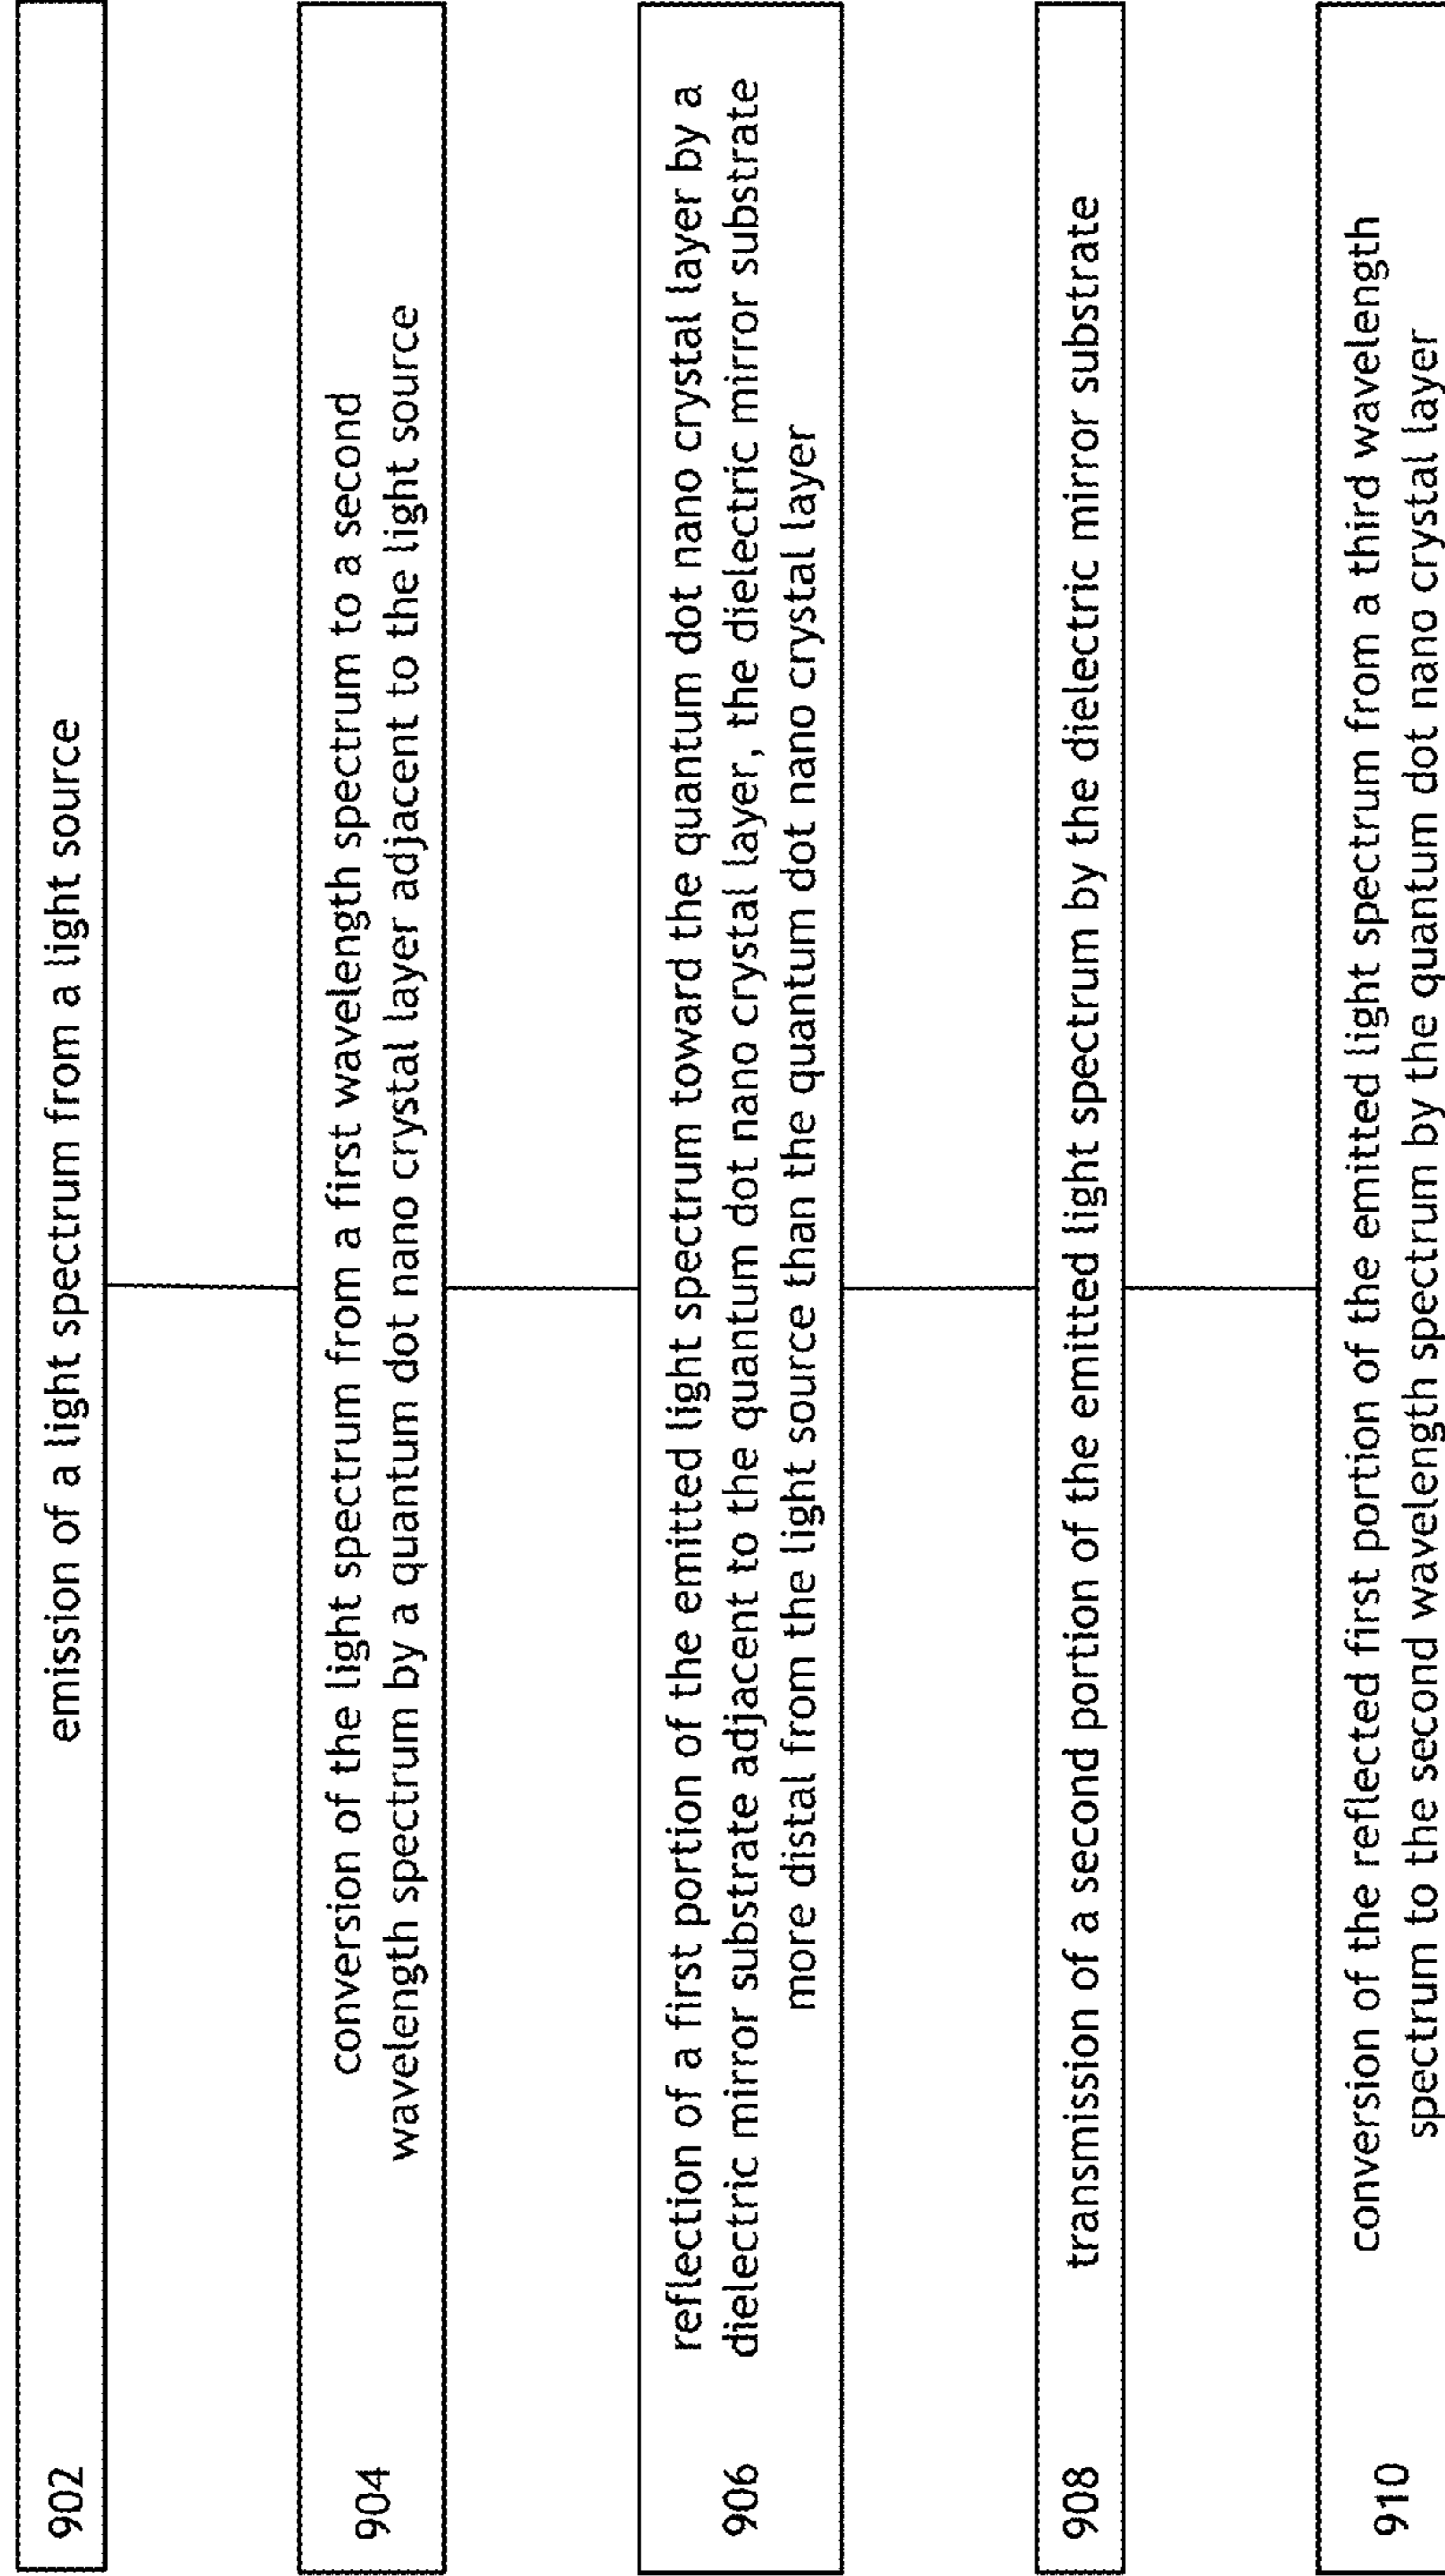 902 emission of a light spectrum from a light source
904 conversion of the light spectrum from a first wavelength spectrum to a second
wavelength spectrum by a quantum dot nano crystal layer adjacent to the light source
906 reflection of a first portion of the emitted light spectrum toward the quantum dot nano crystal layer by a
dielectric mirror substrate adjacent to the quantum dot nano crystal layer, the dielectric mirror substrate
more distal from the light source than the quantum dot nano crystal layer
908 transmission of a second portion of the emitted light spectrum by the dielectric mirror substrate
910 conversion of the reflected first portion of the emitted light spectrum from a third wavelength
spectrum to the second wavelength spectrum by the quantum dot nano crystal layer